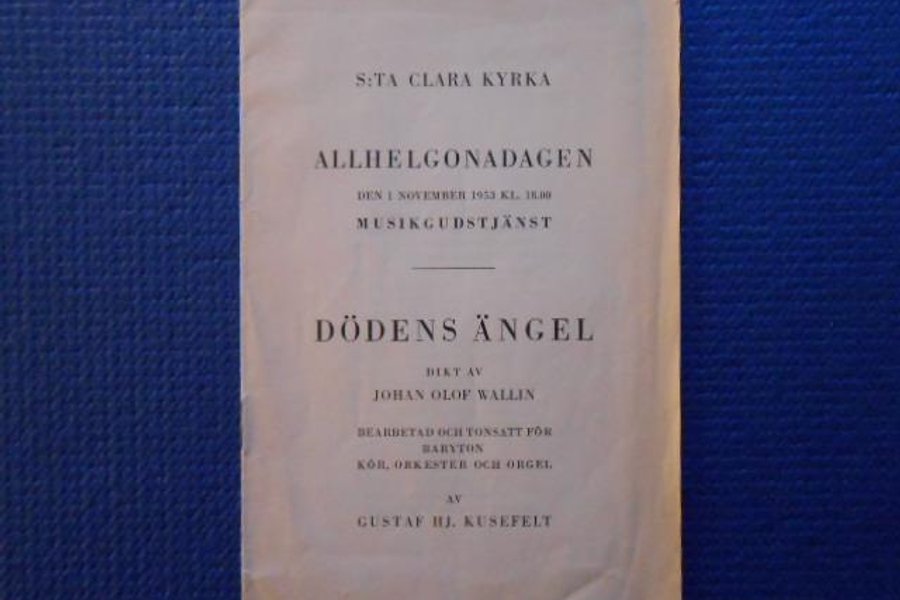 S:TA CLARA KYRKA
ALLHELGONADAGEN
DEN 1 NOVEMBER 1953 KL. 18.00
MUSIKGUDSTJÄNST
DÖDENS ÄNGEL
DIKT AV
JOHAN OLOF WALLIN
BEARBETAD OCH TONSATT FÖR
BARYTON
KÖR, ORKESTER OCH ORGEL
AV
GUSTAF HJ. KUSEFELT